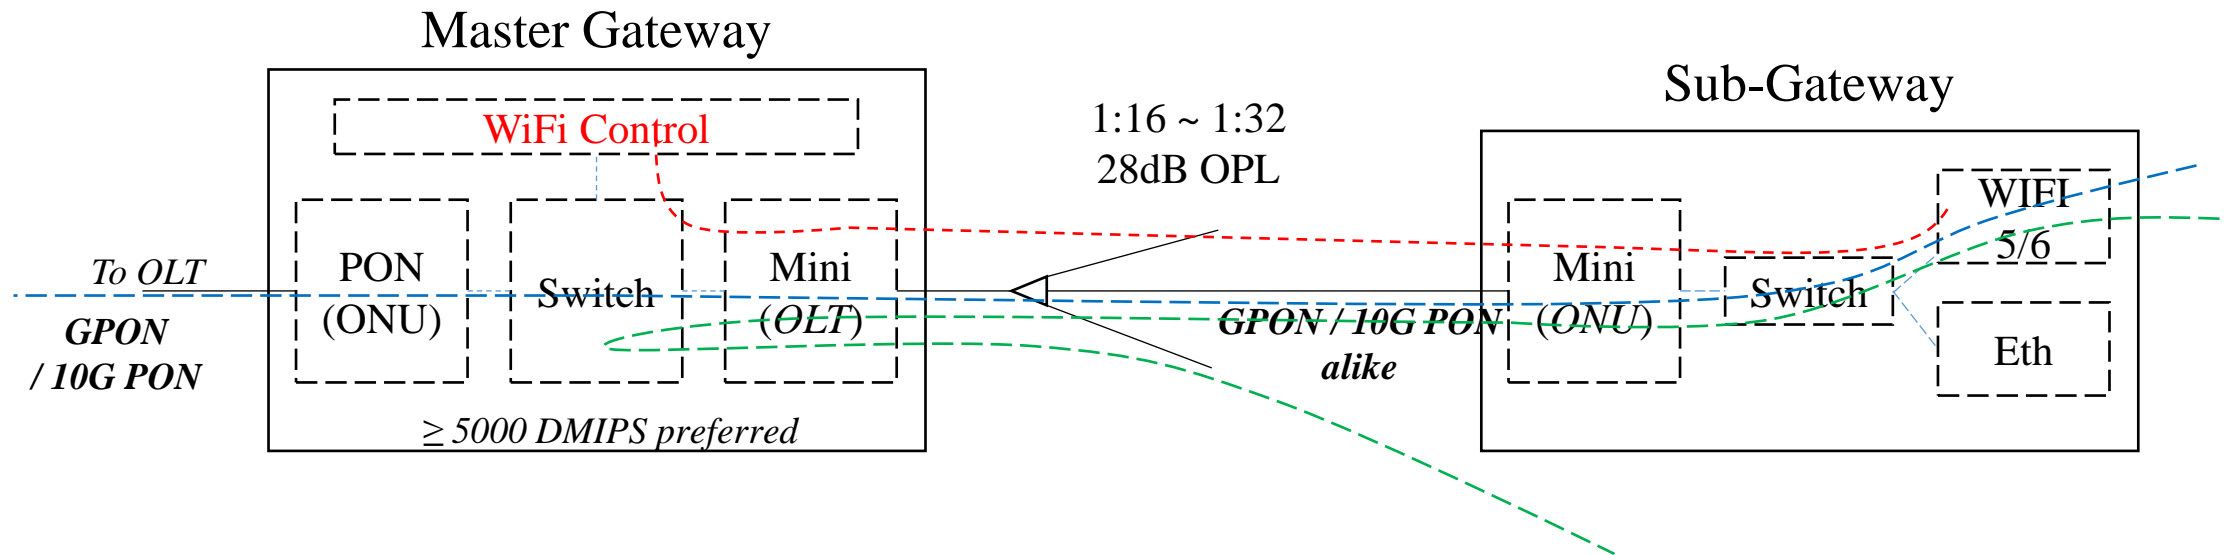 Master Gateway
WiFi Control
To OLT
GPON
/ 10G PON
PON
(ONU)
Switch
Mini
(OLT)
≥ 5000 DMIPS preferred
1:16 ~ 1:32
28dB OPL
GPON / 10G PON
alike
Sub-Gateway
Mini
(ONU)
Switch
WIFI
5/6
Eth